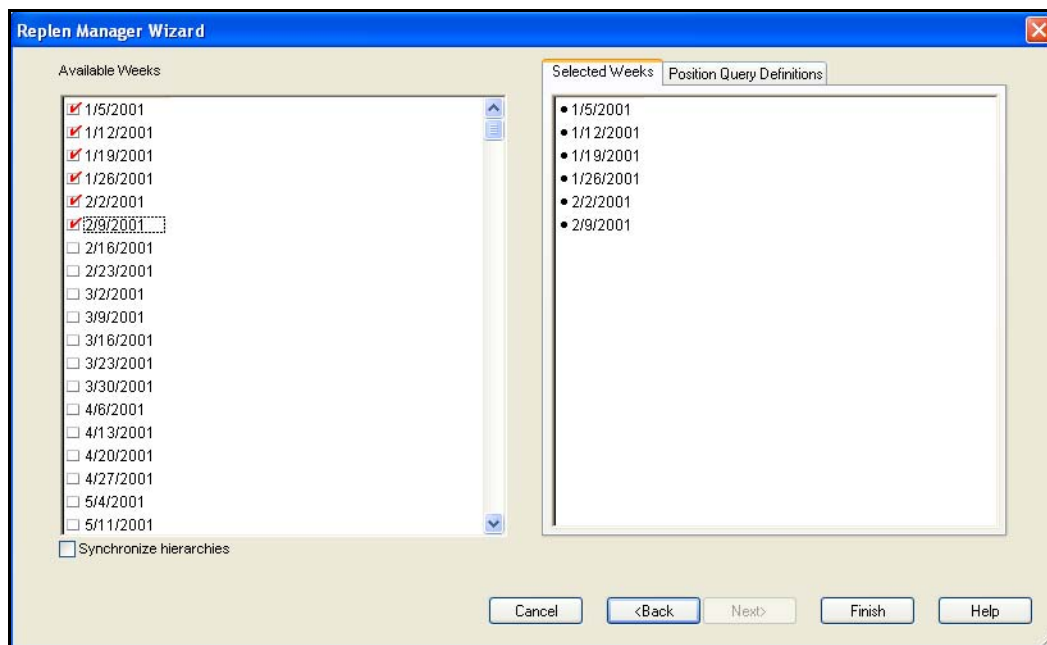 Replen Manager Wizard
Available Weeks
1/5/2001
1/12/2001
1/19/2001
1/26/2001
2/2/2001
2/9/2001
2/16/2001
2/23/2001
3/2/2001
3/9/2001
3/16/2001
3/23/2001
3/30/2001
4/6/2001
4/13/2001
4/20/2001
4/27/2001
5/4/2001
5/11/2001
Synchronize hierarchies
Selected Weeks
Position Query Definitions
1/5/2001
1/12/2001
1/19/2001
1/26/2001
2/2/2001
2/9/2001
Cancel
<Back
Next>
Finish
Help